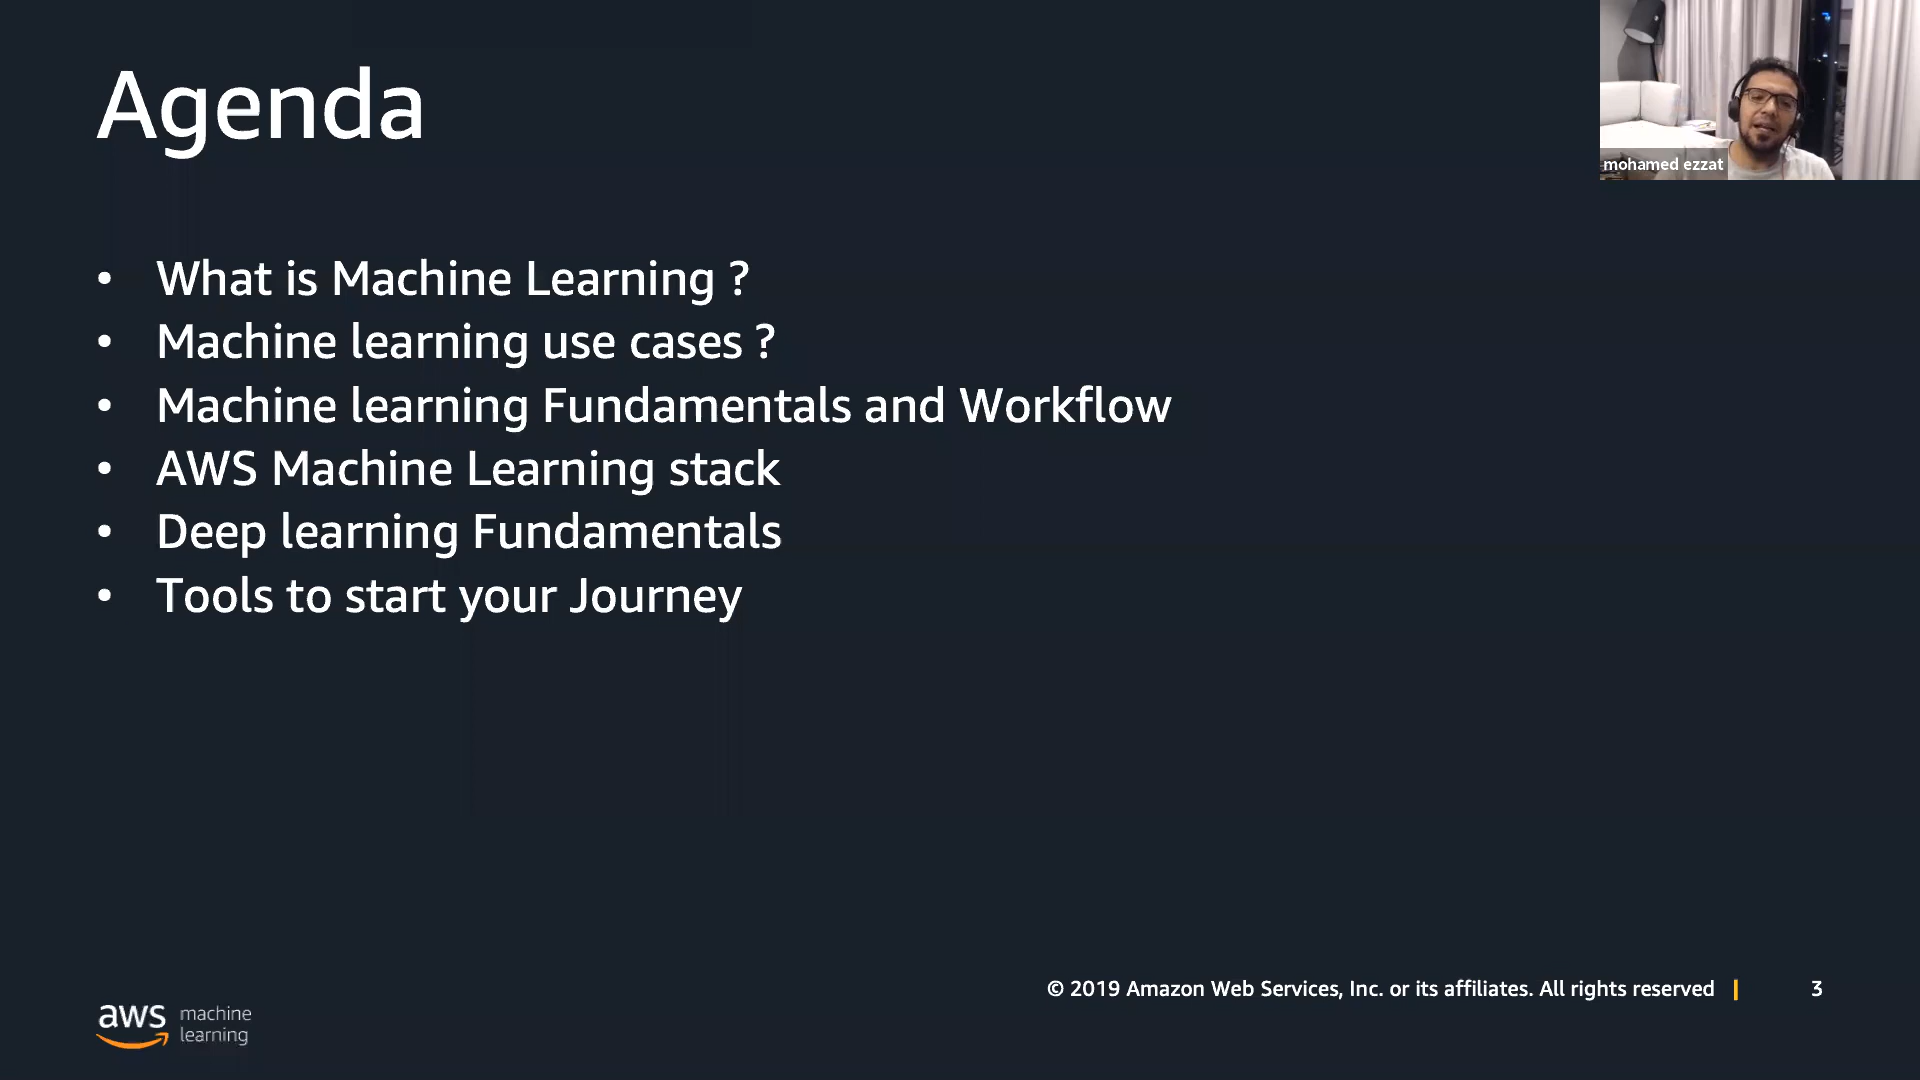 Agenda
mohamed ezzat
• What is Machine Learning ?
• Machine learning use cases ?
• Machine learning Fundamentals and Workflow
• AWS Machine Learning stack
• Deep learning Fundamentals
• Tools to start your Journey
© 2019 Amazon Web Services, Inc. or its affiliates. All rights reserved | 3
aws machine
learning